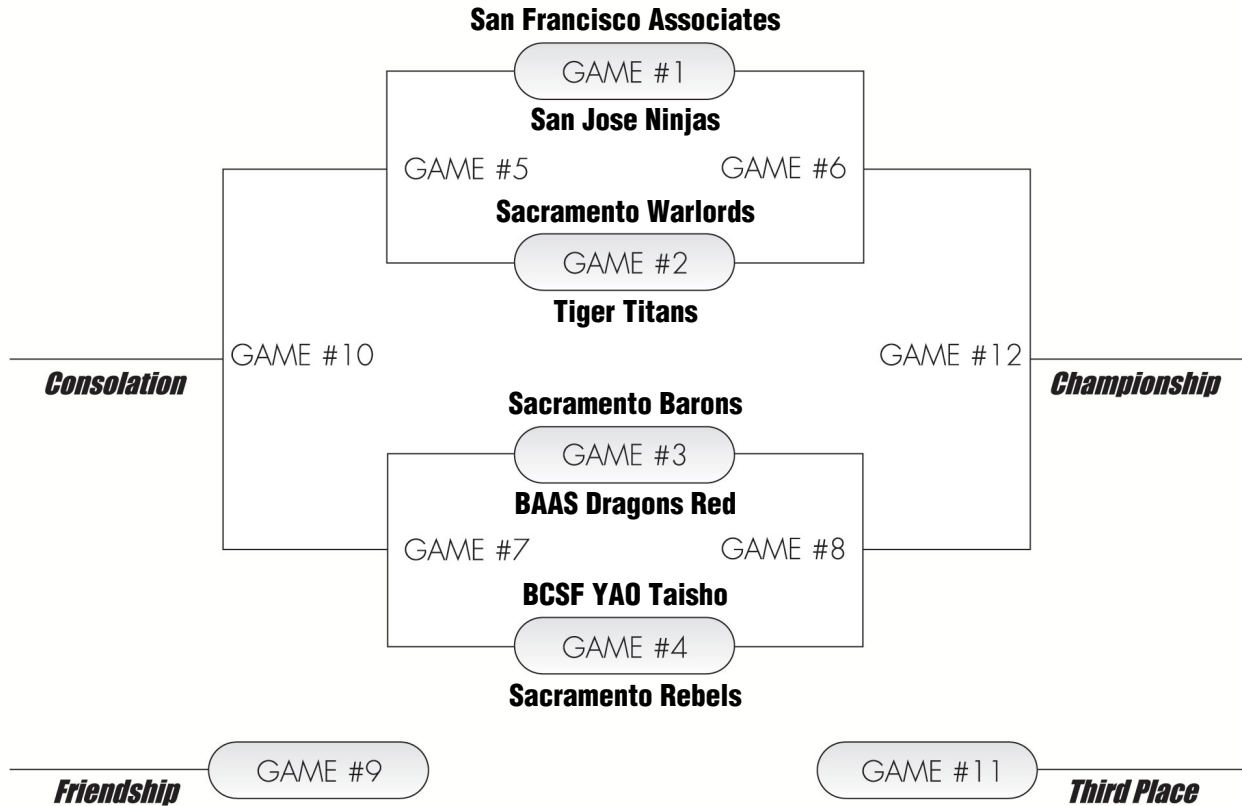 San Francisco Associates
GAME #1
San Jose Ninjas
GAME #5
GAME #6
Sacramento Warlords
GAME #2
Tiger Titans
GAME #10
GAME #12
Consolation
Championship
Sacramento Barons
GAME #3
BAAS Dragons Red
GAME #7
GAME #8
BCSF YAO Taisho
GAME #4
Sacramento Rebels
GAME #9
GAME #11
Friendship
Third Place